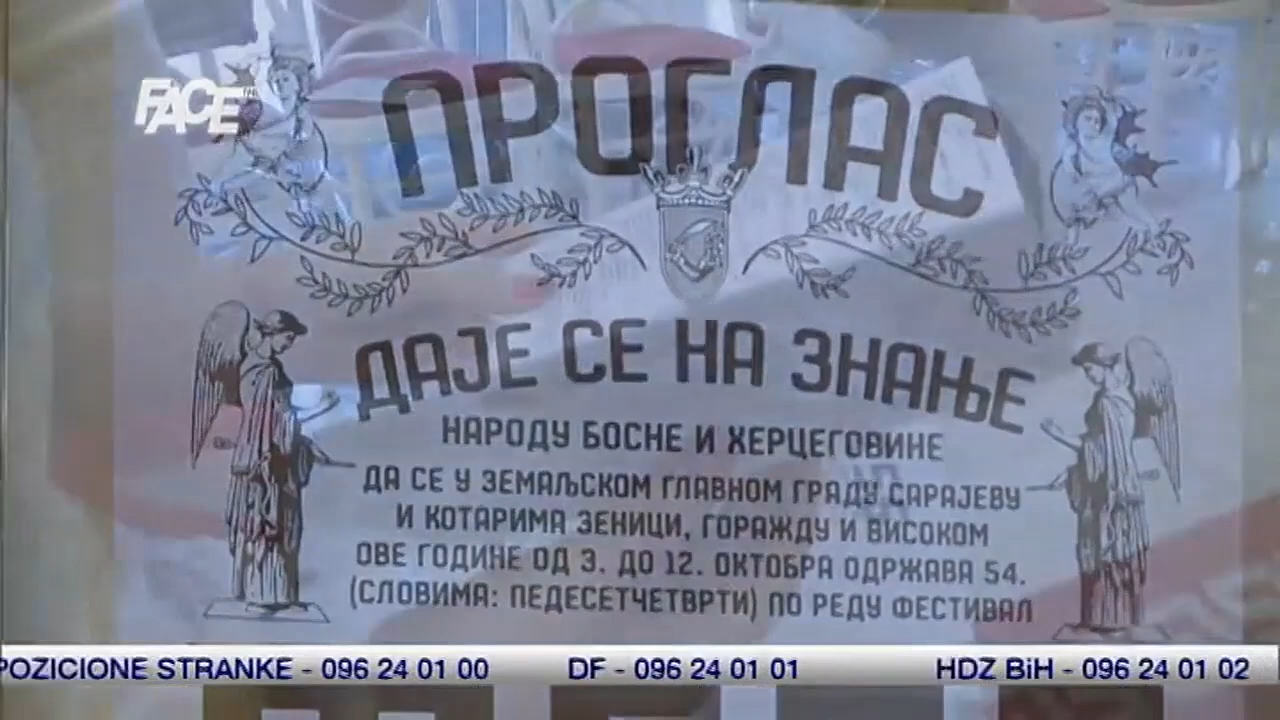 FACE
ПРОГЛАС
ДАЈЕ СЕ НА ЗНАЊЕ
НАРОДУ БОСНЕ И ХЕРЦЕГОВИНЕ
ДА СЕ У ЗЕМАЉСКОМ ГЛАВНОМ ГРАДУ САРАЈЕВУ
И КОТАРИМА ЗЕНИЦИ, ГОРАЖДУ И ВИСОКОМ
ОВЕ ГОДИНЕ ОД 3. ДО 12. ОКТОБРА ОДРЖАВА 54.
(СЛОВИМА: ПЕДЕСЕТЧЕТВРТИ) ПО РЕДУ ФЕСТИВАЛ
POZICIONE STRANKE - 096 24 01 00 DF - 096 24 01 01 HDZ BiH - 096 24 01 02